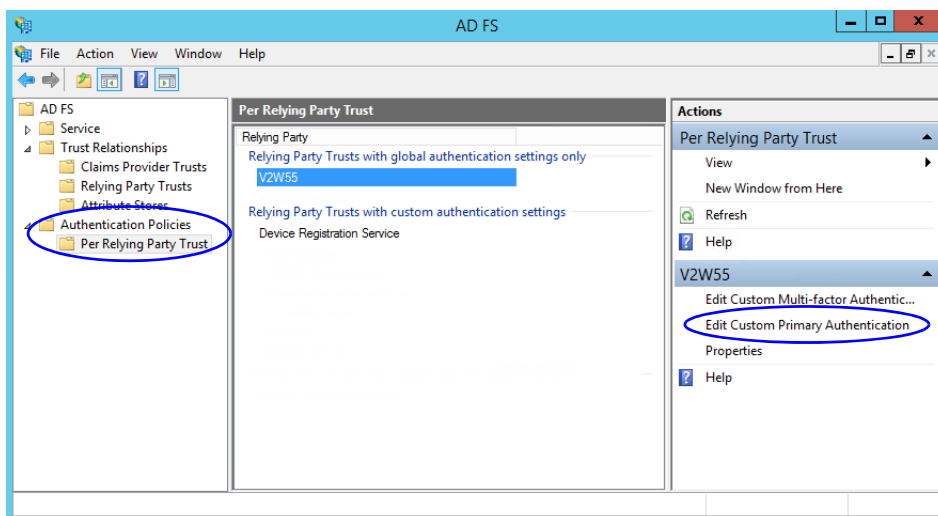 AD FS
File Action View Window Help
AD FS
Service
Trust Relationships
Claims Provider Trusts
Relying Party Trusts
Attribute Stores
Authentication Policies
Per Relying Party Trust
Per Relying Party Trust
Relying Party
Relying Party Trusts with global authentication settings only
V2W55
Relying Party Trusts with custom authentication settings
Device Registration Service
Actions
Per Relying Party Trust
View
New Window from Here
Refresh
Help
V2W55
Edit Custom Multi-factor Authentic...
Edit Custom Primary Authentication
Properties
Help